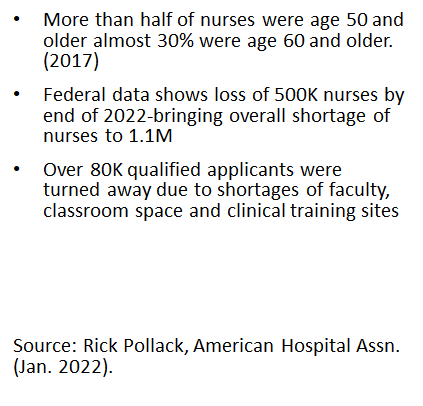 • More than half of nurses were age 50 and
older almost 30% were age 60 and older.
(2017)
• Federal data shows loss of 500K nurses by
end of 2022-bringing overall shortage of
nurses to 1.1M
• Over 80K qualified applicants were
turned away due to shortages of faculty,
classroom space and clinical training sites
Source: Rick Pollack, American Hospital Assn.
(Jan. 2022).